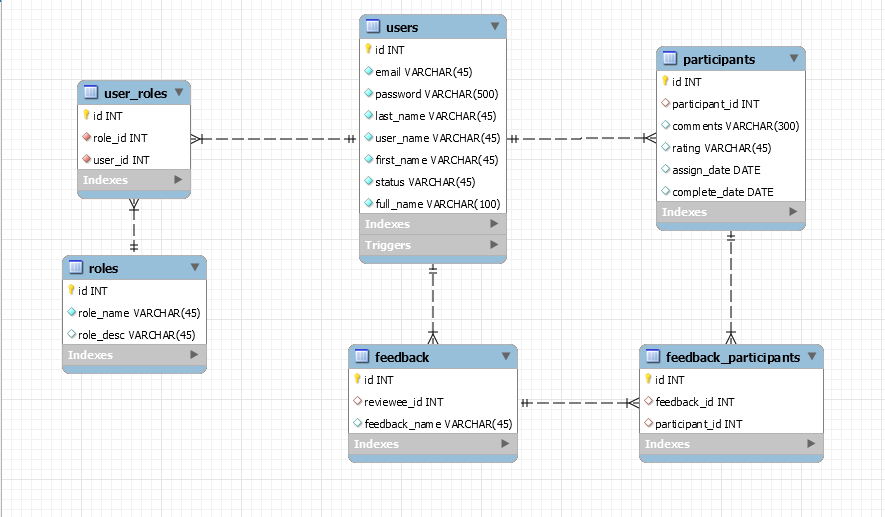 users
id INT
email VARCHAR(45)
password VARCHAR(500)
last_name VARCHAR(45)
user_name VARCHAR(45)
first_name VARCHAR(45)
status VARCHAR(45)
full_name VARCHAR(100)
Indexes
Triggers
participants
id INT
participant_id INT
comments VARCHAR(300)
rating VARCHAR(45)
assign_date DATE
complete_date DATE
Indexes
user_roles
id INT
role_id INT
user_id INT
Indexes
roles
id INT
role_name VARCHAR(45)
role_desc VARCHAR(45)
Indexes
feedback
id INT
reviewee_id INT
feedback_name VARCHAR(45)
Indexes
feedback_participants
id INT
feedback_id INT
participant_id INT
Indexes